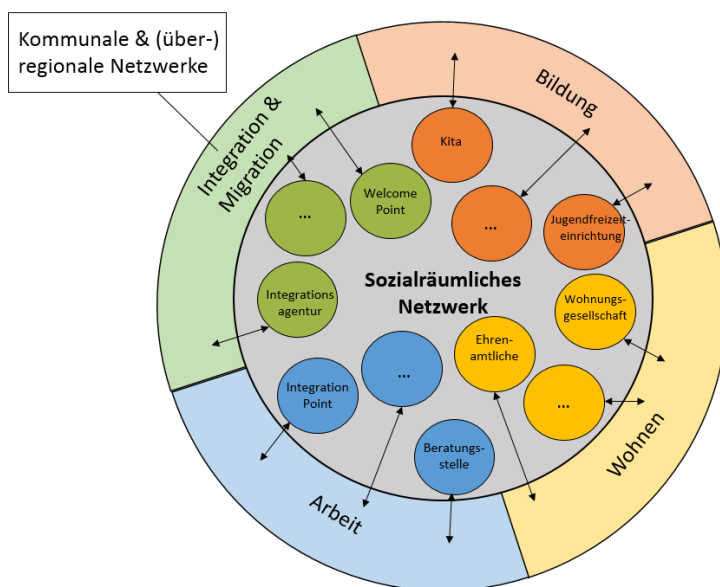 Kommunale & (über-)
regionale Netzwerke
Integration &
Migration
Bildung
Kita
Welcome
Point
...
...
Jugendfreizeit-
einrichtung
Integrations
agentur
Sozialräumliches
Netzwerk
Wohnungs-
gesellschaft
Ehren-
amtliche
...
Integration
Point
...
Beratungs-
stelle
Wohnen
Arbeit